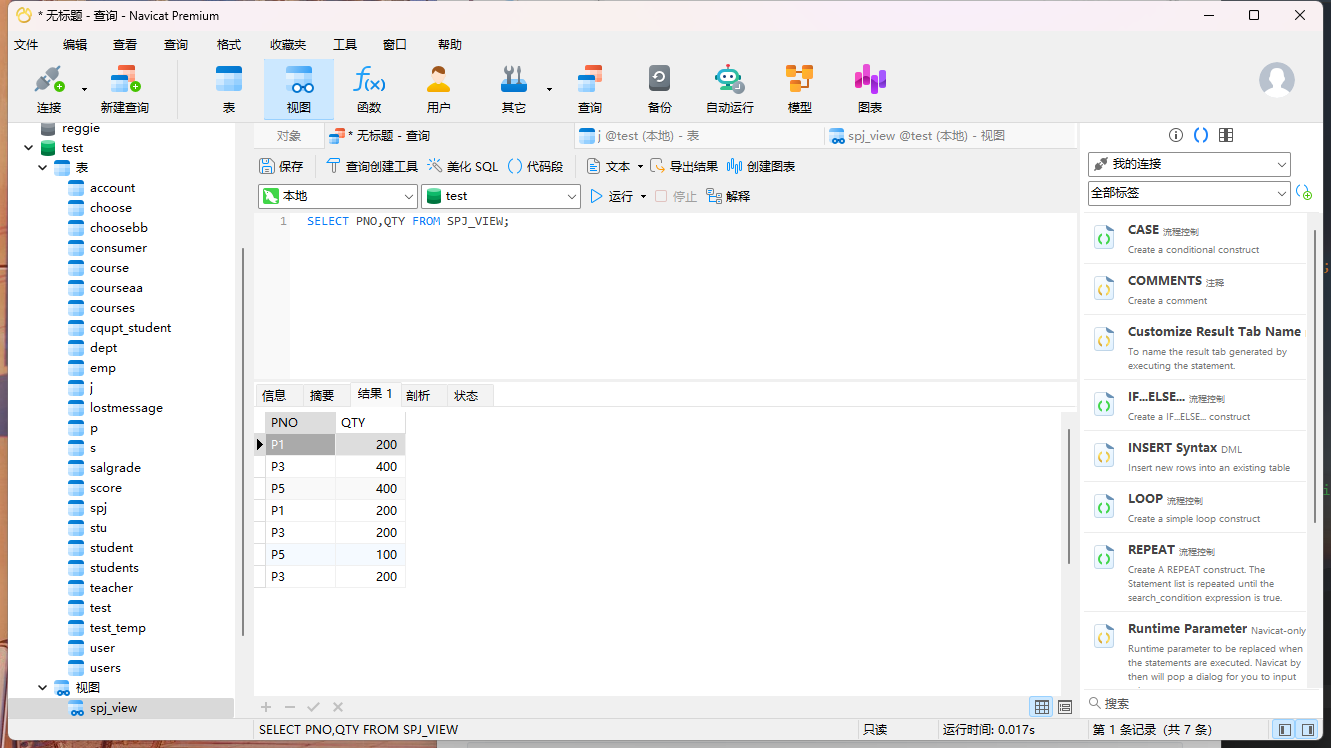 * 无标题 - 查询 - Navicat Premium
文件 编辑 查看 查询 格式 收藏夹 工具 窗口 帮助
连接 新建查询 表 视图 函数 用户 其它 查询 备份 自动运行 模型 图表
reggie
test
表
account
choose
choosebb
consumer
course
courseaa
courses
cqupt_student
dept
emp
j
lostmessage
p
s
salgrade
score
spj
stu
student
students
teacher
test
test_temp
user
users
视图
spj_view
对象 * 无标题 - 查询 j @test (本地) - 表 spj_view @test (本地) - 视图
保存 查询创建工具 美化 SQL 代码段 文本 导出结果 创建图表
本地 test 运行 停止 解释
1 SELECT PNO,QTY FROM SPJ_VIEW;
信息 摘要 结果 1 剖析 状态
PNO QTY
P1 200
P3 400
P5 400
P1 200
P3 200
P5 100
P3 200
我的连接
全部标签
CASE 流程控制
Create a conditional construct
COMMENTS 注释
Create a comment
Customize Result Tab Name
To name the result tab generated by
executing the statement.
IF...ELSE... 流程控制
Create a IF...ELSE... construct
INSERT Syntax DML
Insert new rows into an existing table
LOOP 流程控制
Create a simple loop construct
REPEAT 流程控制
Create A REPEAT construct. The
Statement list is repeated until the
search_condition expression is true.
Runtime Parameter Navicat-only
Runtime parameter to be replaced when
the statements are executed. Navicat by
then will pop a dialog for you to input
搜索
SELECT PNO,QTY FROM SPJ_VIEW 只读 运行时间: 0.017s 第 1 条记录 (共 7 条)